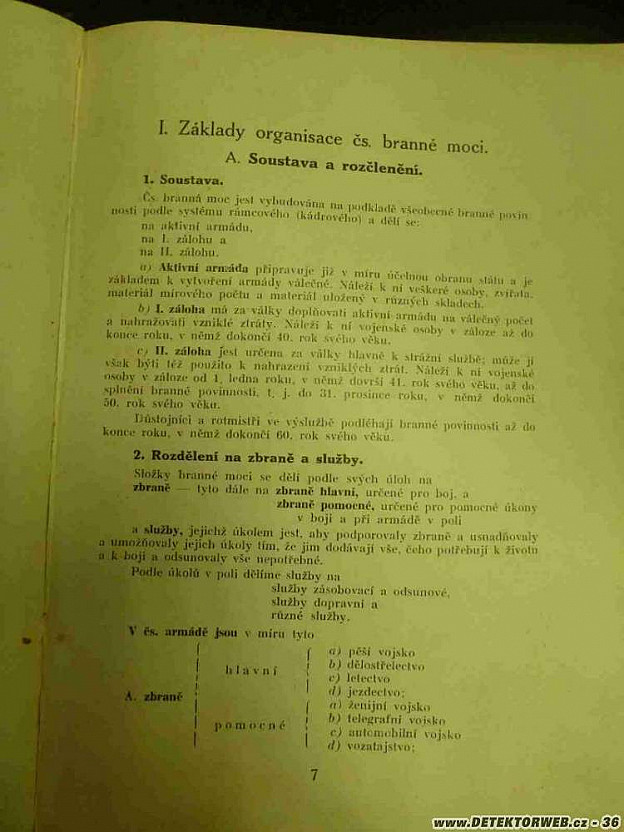 I. Základy organisace čs. branné moci.
A. Soustava a rozčlenění.
1. Soustava.
Čs. branná moc jest vybudována na podkladě všeobecné branné povin
nosti podle systému rámcového (kádrového) a dělí se:
na aktivní armádu,
na I. zálohu a
na II. zálohu.
a) Aktivní armáda připravuje již v míru účelnou obranu státu a je
základem k vytvoření armády válečné. Náleží k ní veškeré osoby, zvířata,
materiál mírového počtu a materiál uložený v různých skladech.
b) I. záloha má za války doplňovati aktivní armádu na válečný počet
a nahražovati vzniklé ztráty. Náleží k ní vojenské osoby v záloze až do
konce roku, v němž dokončí 40. rok svého věku.
c) II. záloha jest určena za války hlavně k strážní službě; může jí
však býti též použito k nahrazení vzniklých ztrát. Náleží k ní vojenské
osoby v záloze od 1. ledna roku, v němž dovrší 41. rok svého věku, až do
splnění branné povinnosti, t. j. do 31. prosince roku, v němž dokončí
50. rok svého věku.
Důstojníci a rotmistři ve výslužbě podléhají branné povinnosti až do
konce roku, v němž dokončí 60. rok svého věku.
2. Rozdělení na zbraně a služby.
Složky branné moci se dělí podle svých úloh na
zbraně — tyto dále na zbraně hlavní, určené pro boj, a
zbraně pomocné, určené pro pomocné úkony
v boji a při armádě v poli
a služby, jejichž úkolem jest, aby podporovaly zbraně a usnadňovaly
a umožňovaly jejich úkoly tím, že jim dodávají vše, čeho potřebují k životu
a k boji a odsunovaly vše nepotřebné.
Podle úkolů v poli dělíme služby na
služby zásobovací a odsunové,
služby dopravní a
různé služby.
V čs. armádě jsou v míru tyto
A. zbraně
hlavní
a) pěší vojsko
b) dělostřelectvo
c) letectvo
d) jezdectvo;
pomocné
a) ženijní vojsko
b) telegrafní vojsko
c) automobilní vojsko
d) vozatajstvo;
7
www.DETEKTORWEB.cz - 36